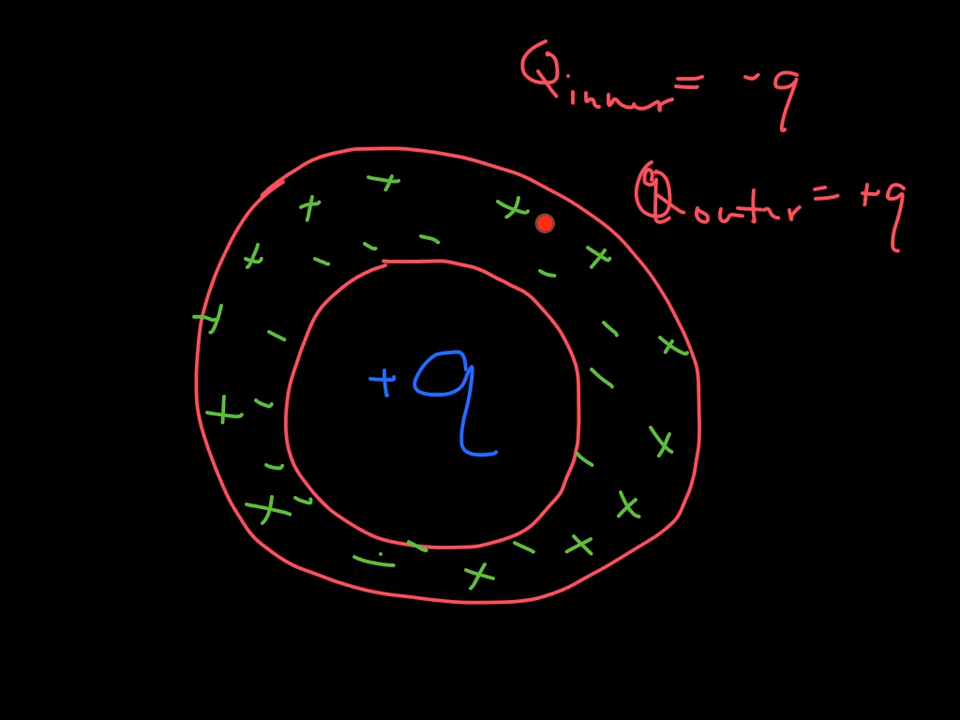 Qinner = -q
Qouter = +q
+q